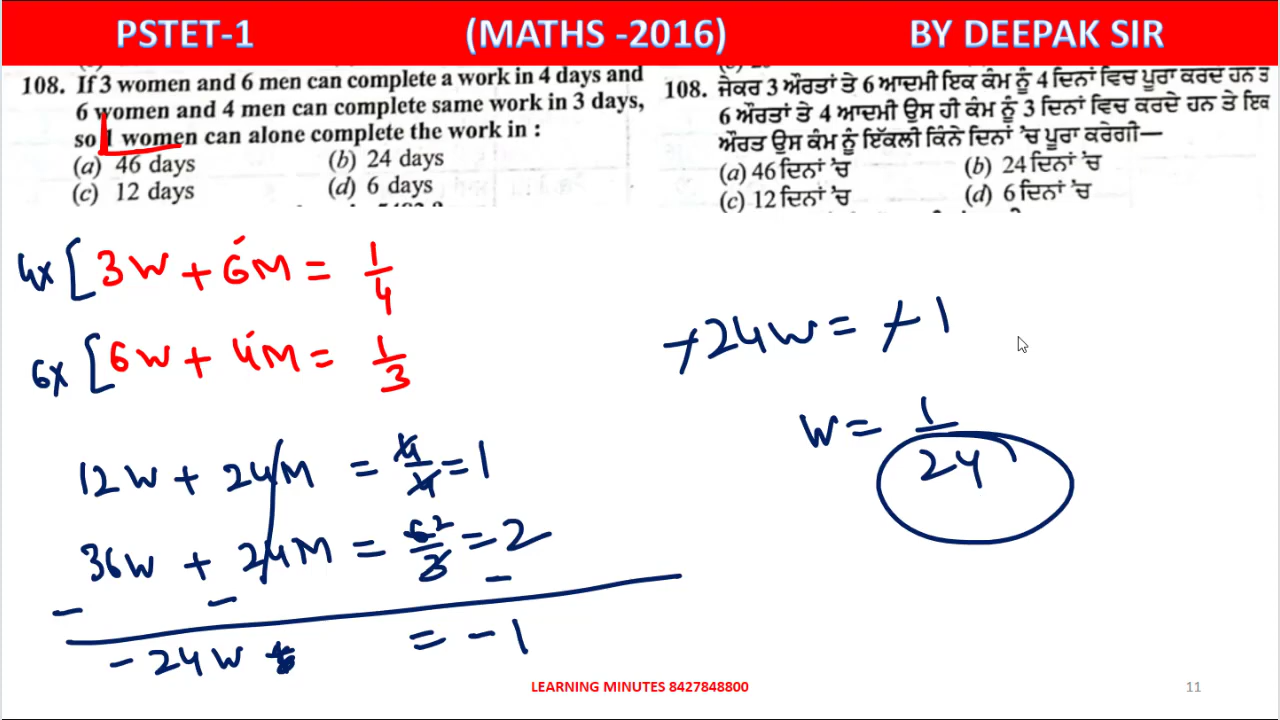 PSTET-1 (MATHS -2016) BY DEEPAK SIR
108. If 3 women and 6 men can complete a work in 4 days and
6 women and 4 men can complete same work in 3 days,
so 1 women can alone complete the work in :
(a) 46 days (b) 24 days
(c) 12 days (d) 6 days
108. ਜੇਕਰ 3 ਔਰਤਾਂ ਤੇ 6 ਆਦਮੀ ਇਕ ਕੰਮ ਨੂੰ 4 ਦਿਨਾਂ ਵਿਚ ਪੂਰਾ ਕਰਦੇ ਹਨ ਤੇ
6 ਔਰਤਾਂ ਤੇ 4 ਆਦਮੀ ਉਸ ਹੀ ਕੰਮ ਨੂੰ 3 ਦਿਨਾਂ ਵਿਚ ਕਰਦੇ ਹਨ ਤੇ ਇਕ
ਔਰਤ ਉਸ ਕੰਮ ਨੂੰ ਇੱਕਲੀ ਕਿੰਨੇ ਦਿਨਾਂ 'ਚ ਪੂਰਾ ਕਰੇਗੀ—
(a) 46 ਦਿਨਾਂ 'ਚ (b) 24 ਦਿਨਾਂ 'ਚ
(c) 12 ਦਿਨਾਂ 'ਚ (d) 6 ਦਿਨਾਂ 'ਚ
4x [3W + 6M = 1/4
6x [6W + 4M = 1/3
12W + 24M = 4/4 = 1
36W + 24M = 6/3 = 2
- - -
-24W = -1
-24W = -1
W = 1/24
LEARNING MINUTES 8427848800
11